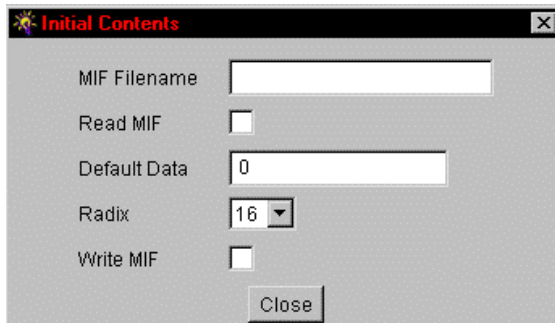 Initial Contents
MIF Filename
Read MIF
Default Data 0
Radix 16
Write MIF
Close